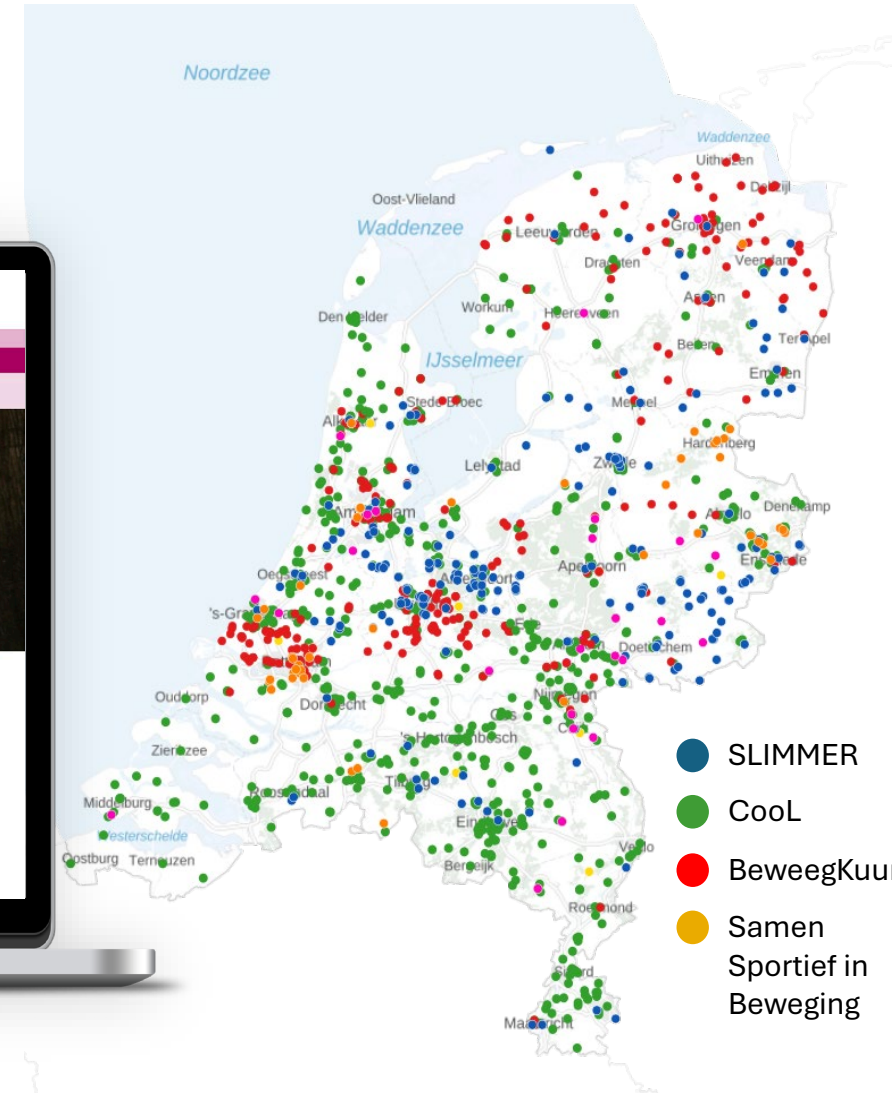 Noordzee
Waddenzee
Uithuizen
Delfzijl
Oost-Vlieland
Waddenzee
Leeuwarden
Groningen
Drachten
Veendam
Assen
Workum
Heerenveen
Den Helder
Beilen
Ter Apel
IJsselmeer
Emmen
Stede Broec
Meppel
Alkmaar
Hardenberg
Lelystad
Zwolle
Amsterdam
Almelo
Denekamp
Enschede
Oegstgeest
Amersfoort
Apeldoorn
's-Gra
Ede
Doetinchem
Nijmegen
Ouddorp
Dordrecht
Oss
's-Hertogenbosch
Zierikzee
Tilburg
Roosendaal
Middelburg
Eindhoven
Westerschelde
Oostburg
Terneuzen
Bergeijk
Venlo
Roermond
Sittard
Maastricht
SLIMMER
CooL
BeweegKuur
Samen
Sportief in
Beweging